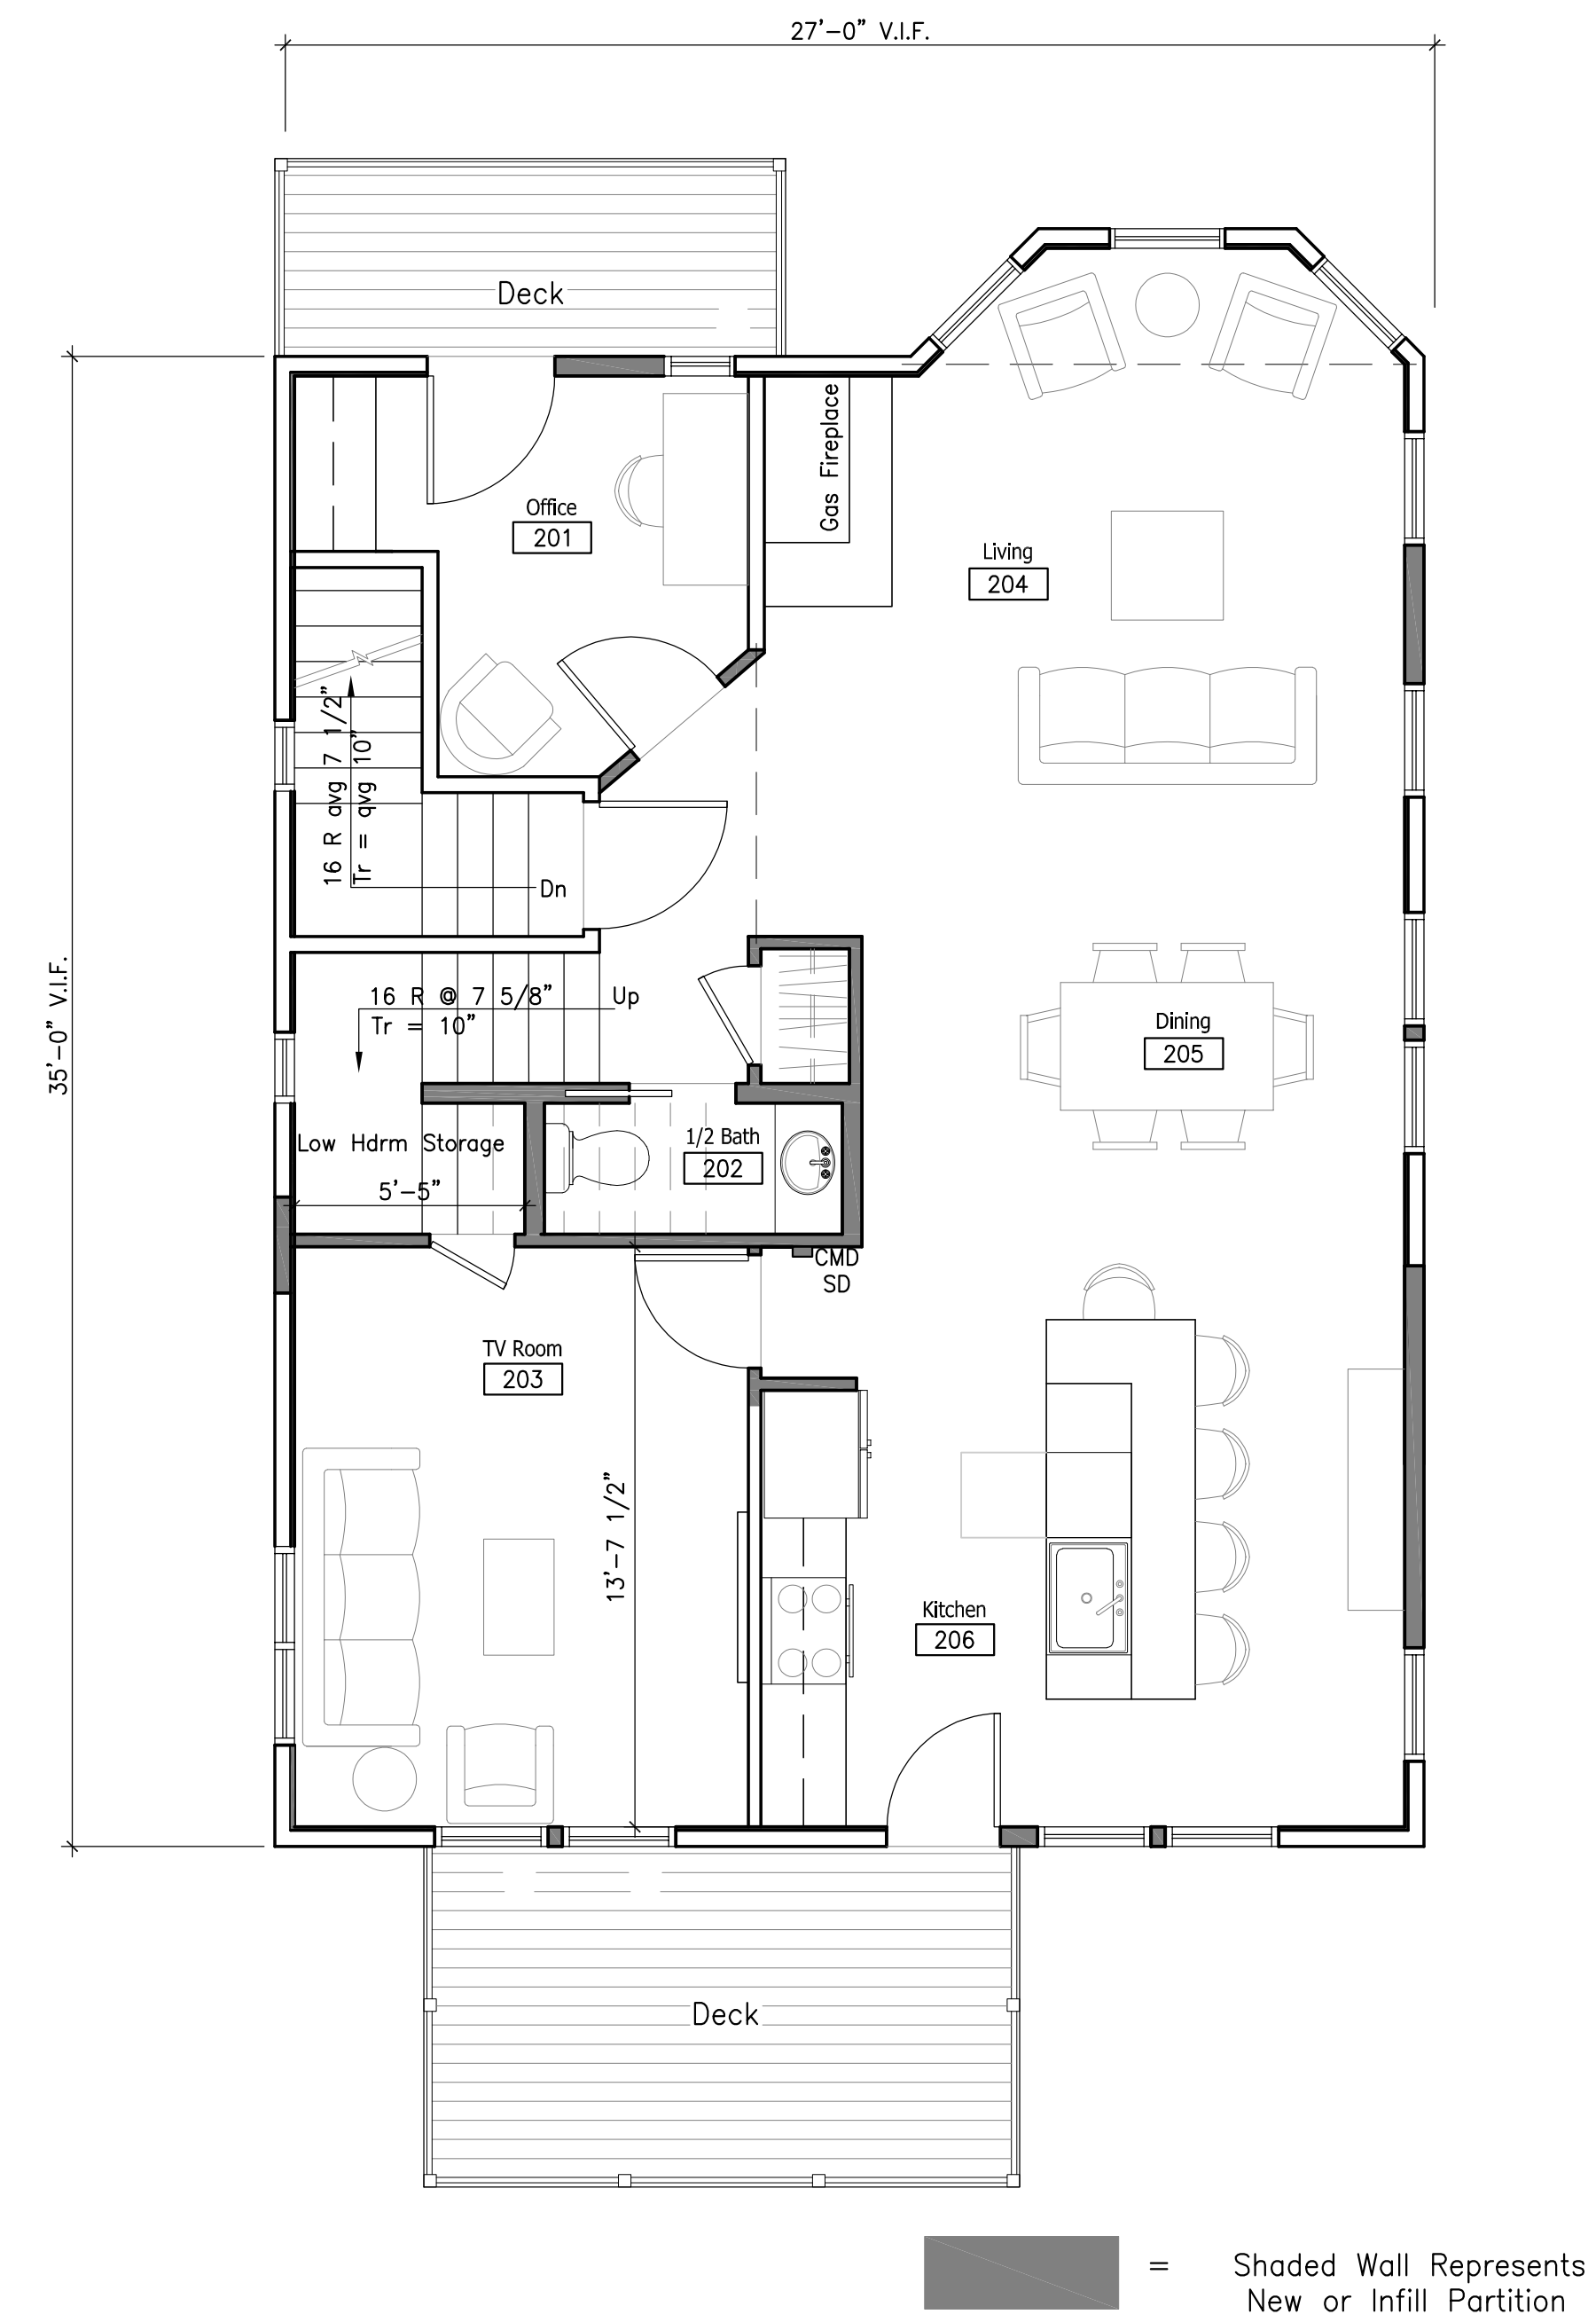 27'-0" V.I.F.
Deck
Gas Fireplace
Office
201
Living
204
16 R avg 7 1/2"
Tr = qvg 10"
Dn
35'-0" V.I.F.
16 R @ 7 5/8"
Up
Tr = 10"
Dining
205
Low Hdrm Storage
1/2 Bath
202
5'-5"
CMD
SD
TV Room
203
13'-7 1/2"
Kitchen
206
Deck
= Shaded Wall Represents
New or Infill Partition